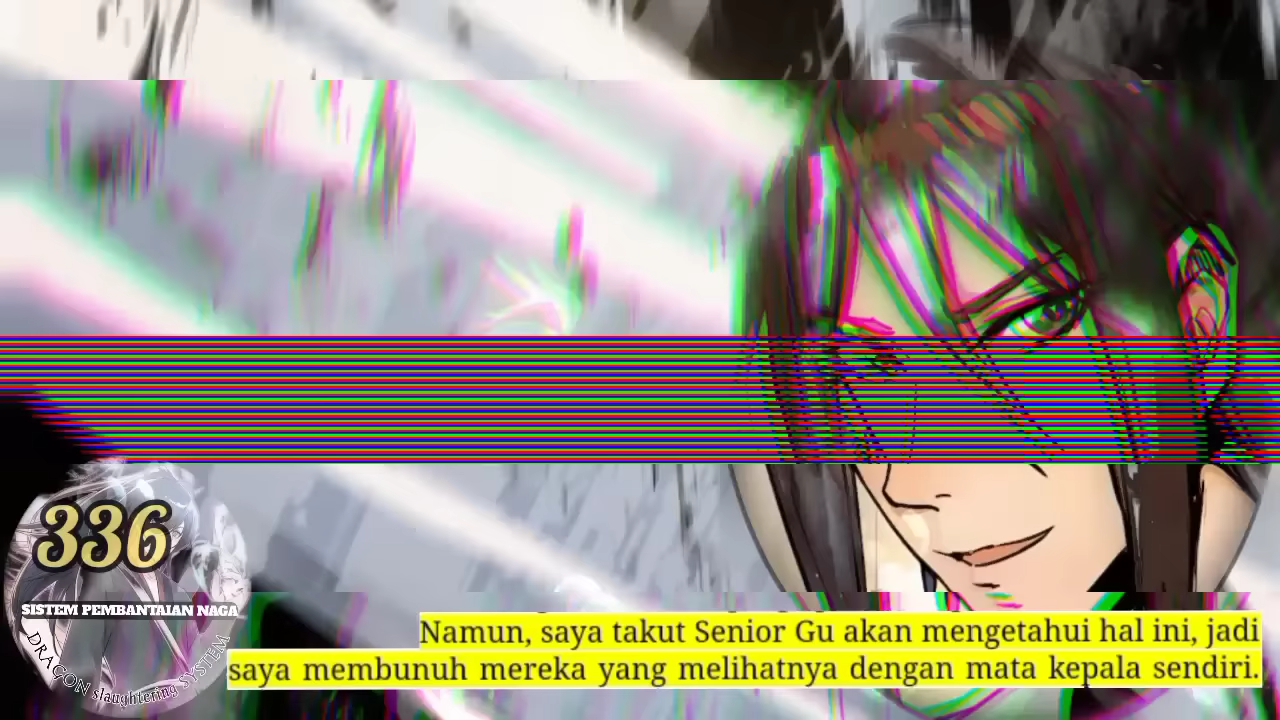 336
SISTEM PEMBANTAIAN NAGA
DRAGON slaughtering SYSTEM
Namun, saya takut Senior Gu akan mengetahui hal ini, jadi
saya membunuh mereka yang melihatnya dengan mata kepala sendiri.